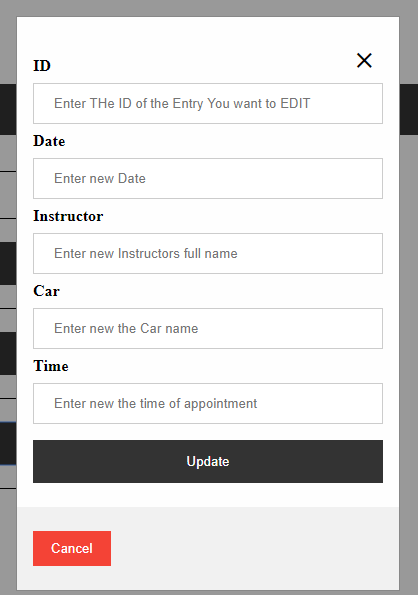 ID
Enter THe ID of the Entry You want to EDIT
Date
Enter new Date
Instructor
Enter new Instructors full name
Car
Enter new the Car name
Time
Enter new the time of appointment
Update
Cancel